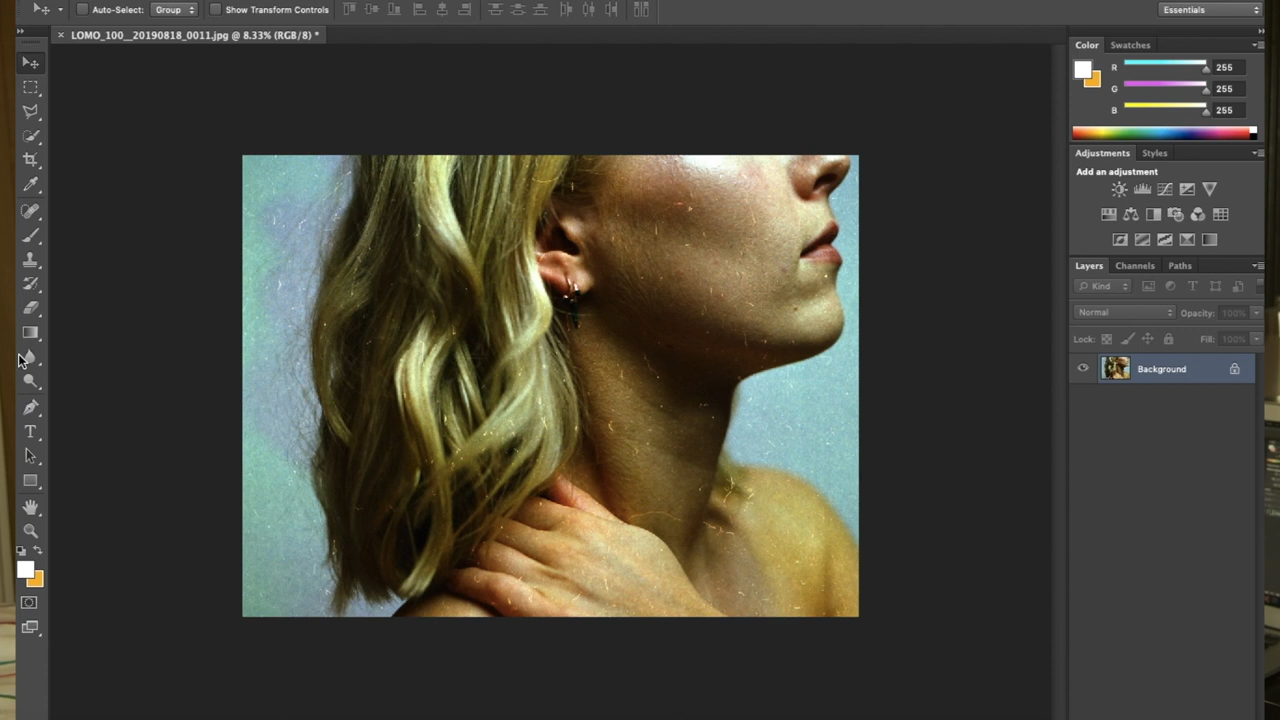 Auto-Select: Group Show Transform Controls Essentials
× LOMO_100__20190818_0011.jpg @ 8.33% (RGB/8) *
Color Swatches
R 255
G 255
B 255
Adjustments Styles
Add an adjustment
Layers Channels Paths
Kind T
Normal Opacity: 100%
Lock: Fill: 100%
Background
T